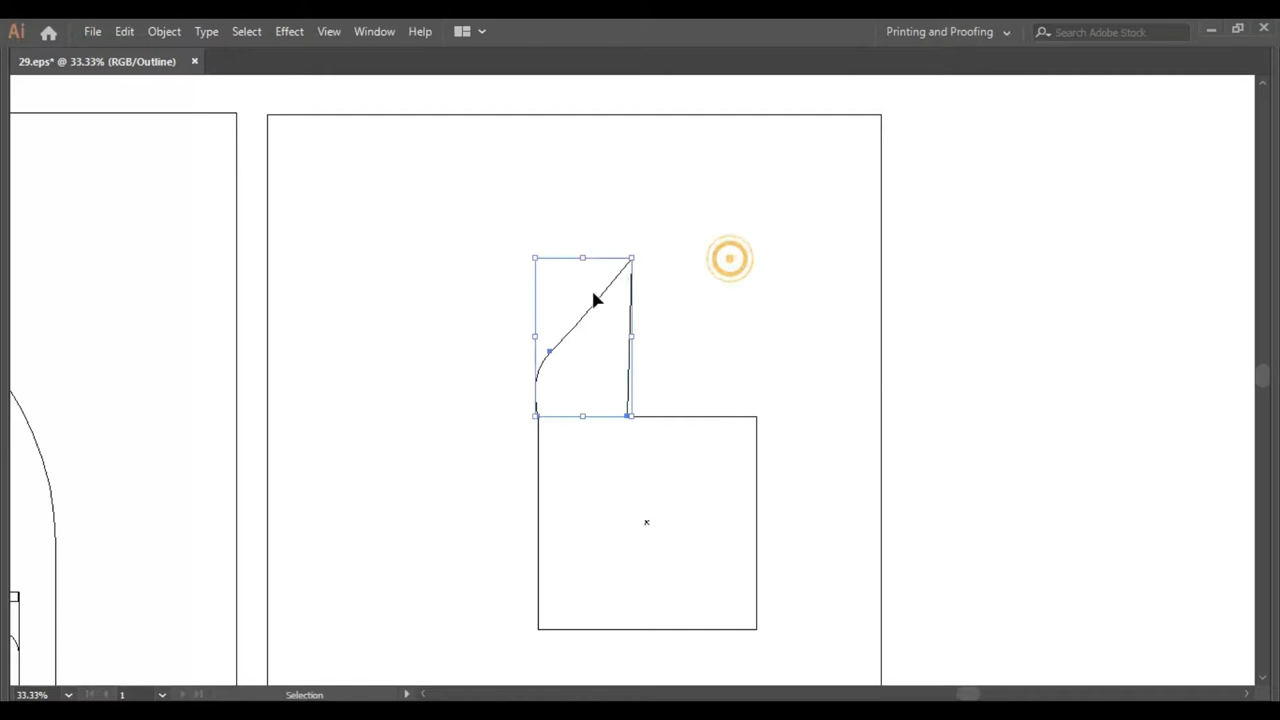 Ai File Edit Object Type Select Effect View Window Help Printing and Proofing Search Adobe Stock
29.eps* @ 33.33% (RGB/Outline) ×
33.33% 1 Selection